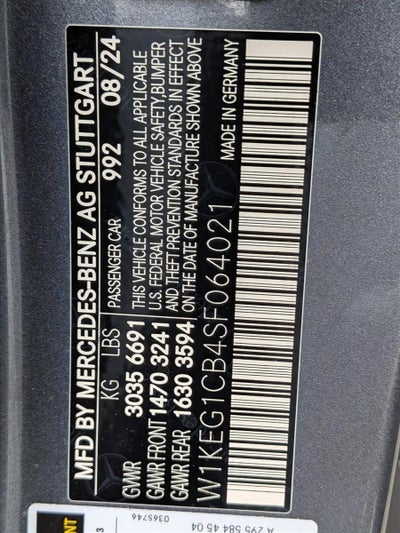 MFD BY MERCEDES-BENZ AG STUTTGART
KG LBS PASSENGER CAR 992 08/24
GVWR 3035 6691
GAWR FRONT 1470 3241
GAWR REAR 1630 3594
THIS VEHICLE CONFORMS TO ALL APPLICABLE
U.S. FEDERAL MOTOR VEHICLE SAFETY,BUMPER
AND THEFT PREVENTION STANDARDS IN EFFECT
ON THE DATE OF MANUFACTURE SHOWN ABOVE
W1KEG1CB4SF064021
MADE IN GERMANY
A 295 584 45 04
0365746